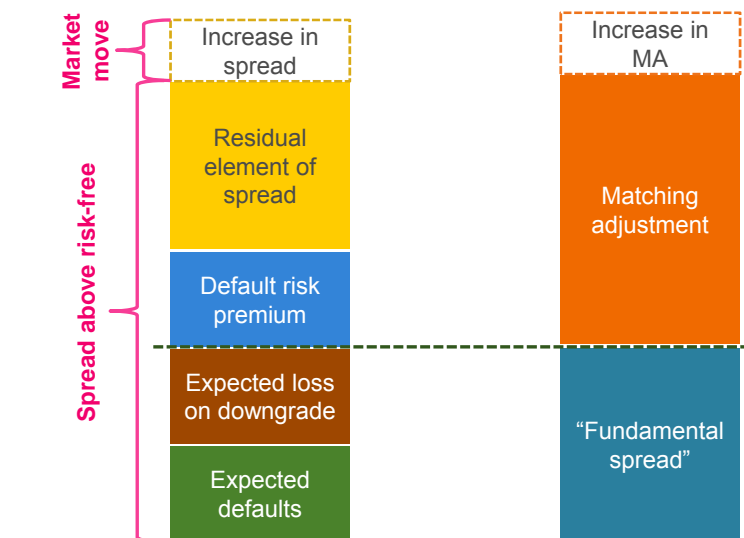 Market
move
Increase in
spread
Increase in
MA
Spread above risk-free
Residual
element of
spread
Matching
adjustment
Default risk
premium
Expected loss
on downgrade
“Fundamental
spread”
Expected
defaults